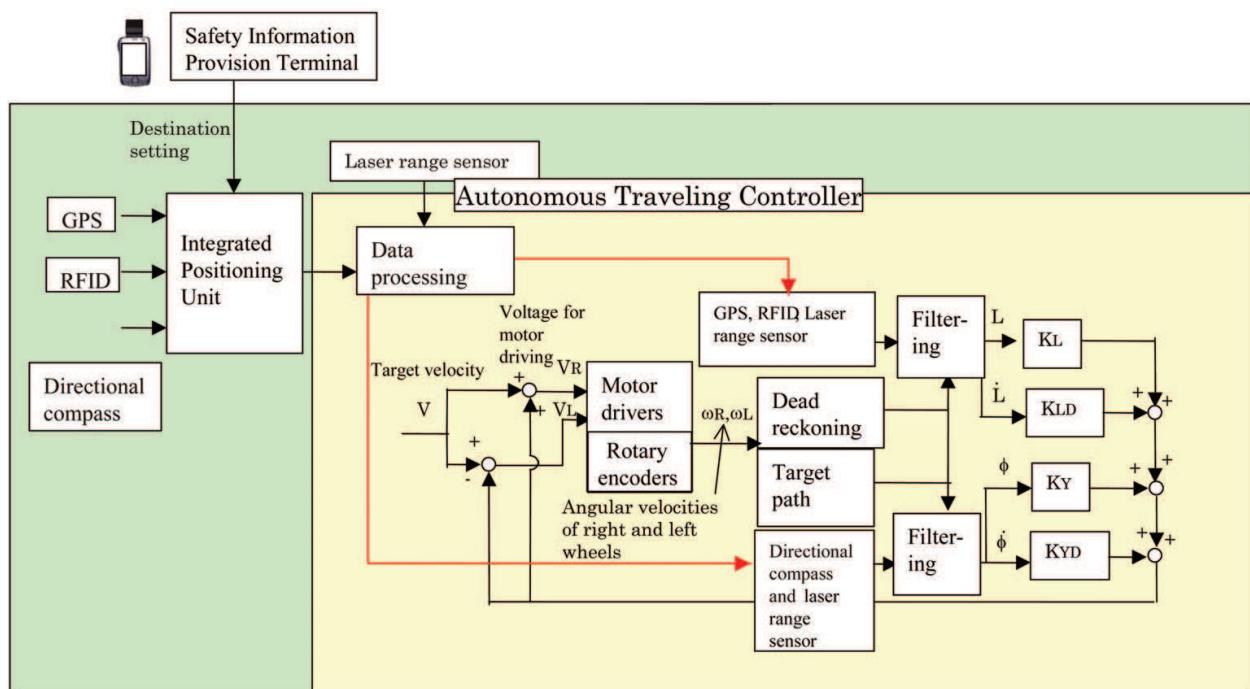 Safety Information
Provision Terminal
Destination
setting
Laser range sensor
Autonomous Traveling Controller
GPS
RFID
Integrated
Positioning
Unit
Directional
compass
Data
processing
Voltage for
motor
driving
Target velocity
V
+
+
VR
VL
+
-
Motor
drivers
Rotary
encoders
ωR,ωL
Angular velocities
of right and left
wheels
GPS, RFID, Laser
range sensor
Dead
reckoning
Target
path
Directional
compass
and laser
range
sensor
Filter-
ing
Filter-
ing
L
L̇
ϕ
ϕ̇
KL
KLD
KY
KYD
+ +
+
+
+ +